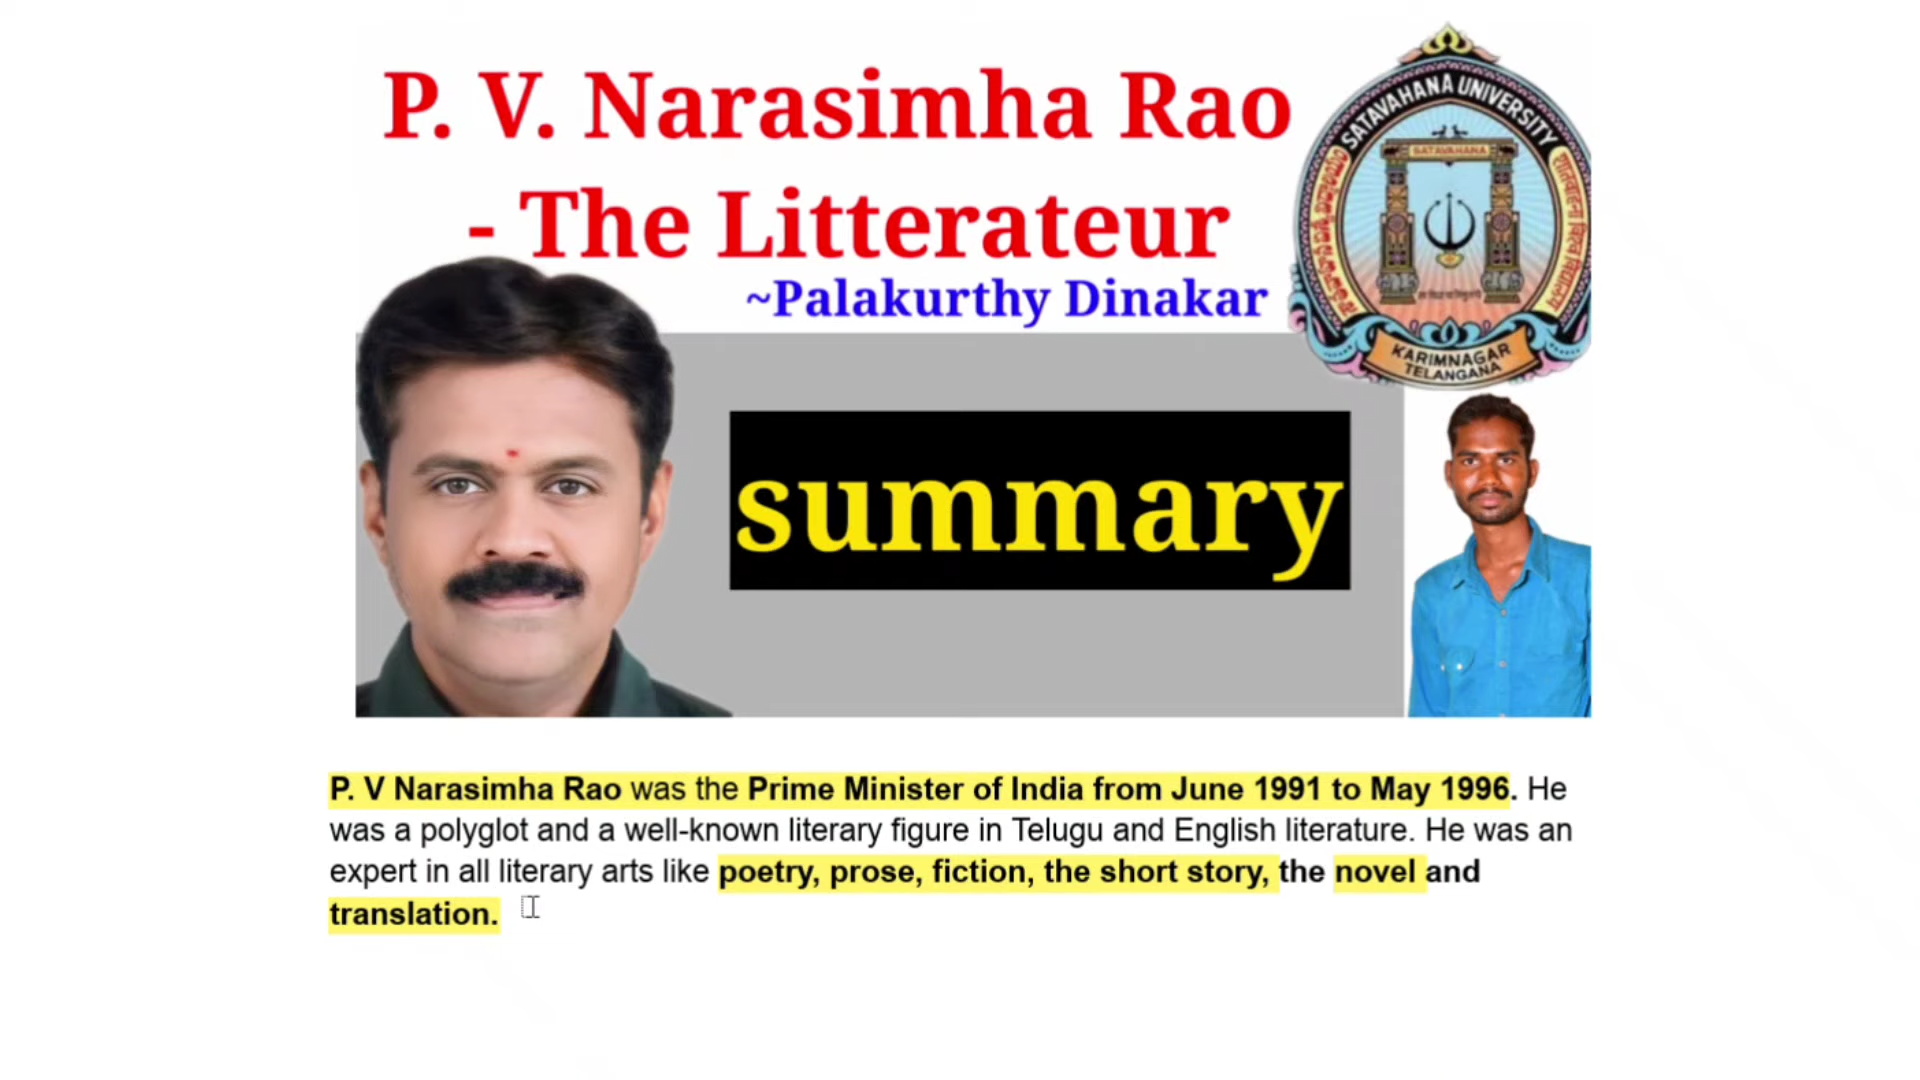 P. V. Narasimha Rao
- The Litterateur
~Palakurthy Dinakar
SATAVAHANA UNIVERSITY
SATAVAHANA
KARIMNAGAR
TELANGANA
summary
P. V Narasimha Rao was the Prime Minister of India from June 1991 to May 1996. He
was a polyglot and a well-known literary figure in Telugu and English literature. He was an
expert in all literary arts like poetry, prose, fiction, the short story, the novel and
translation.